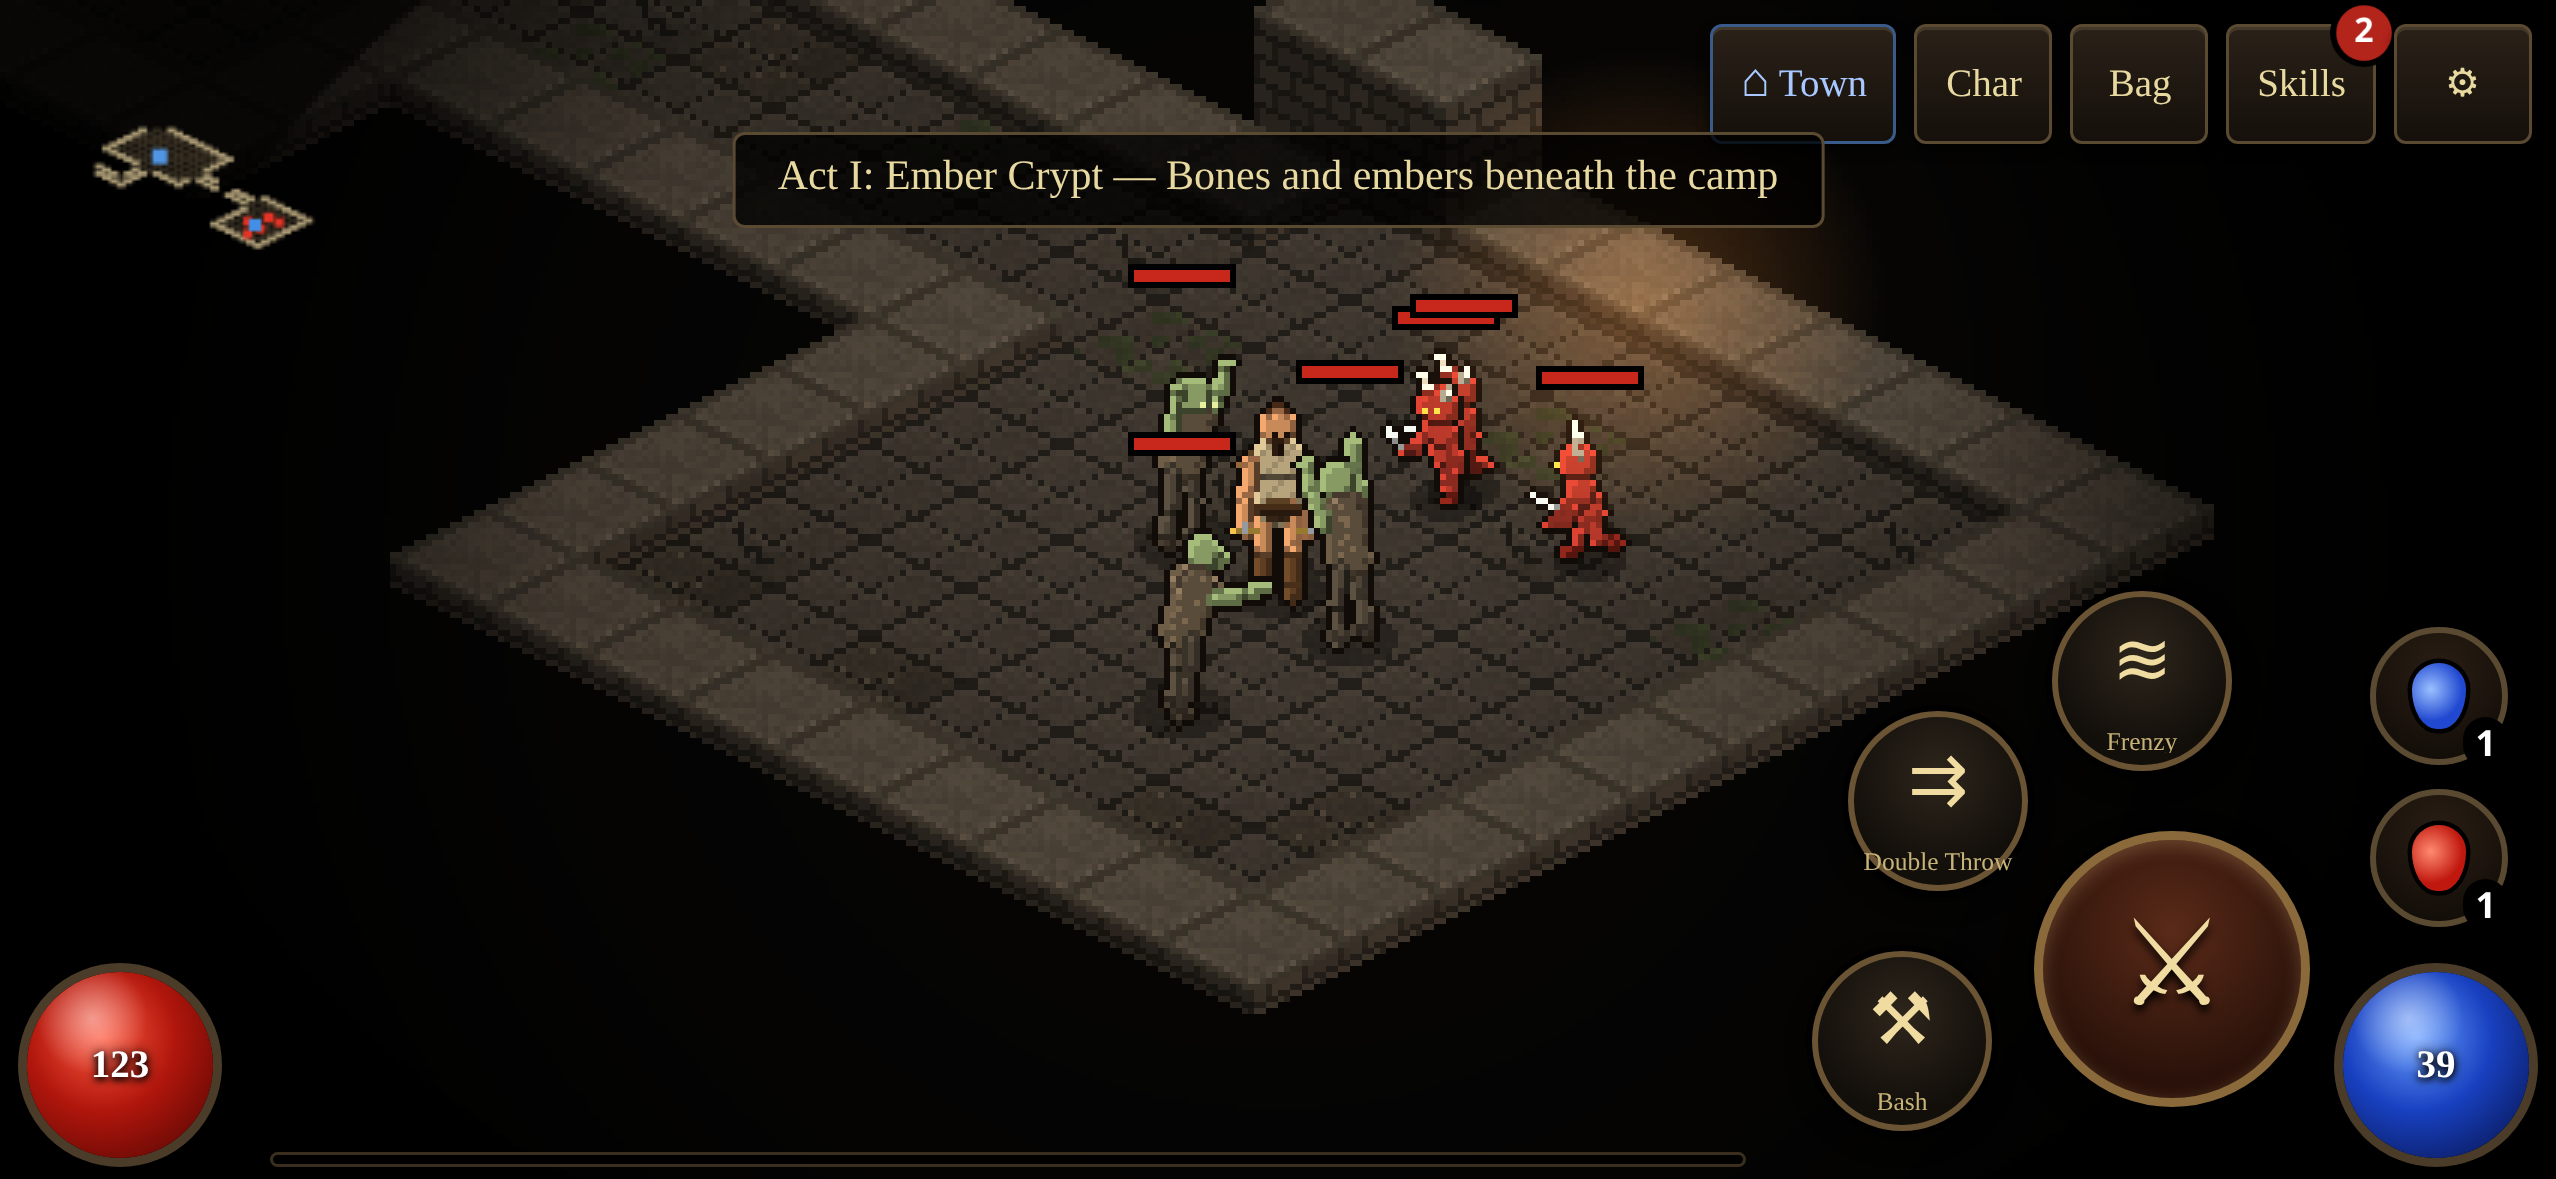 2
⌂ Town
Char
Bag
Skills
⚙
Act I: Ember Crypt — Bones and embers beneath the camp
Frenzy
1
Double Throw
1
Bash
123
39